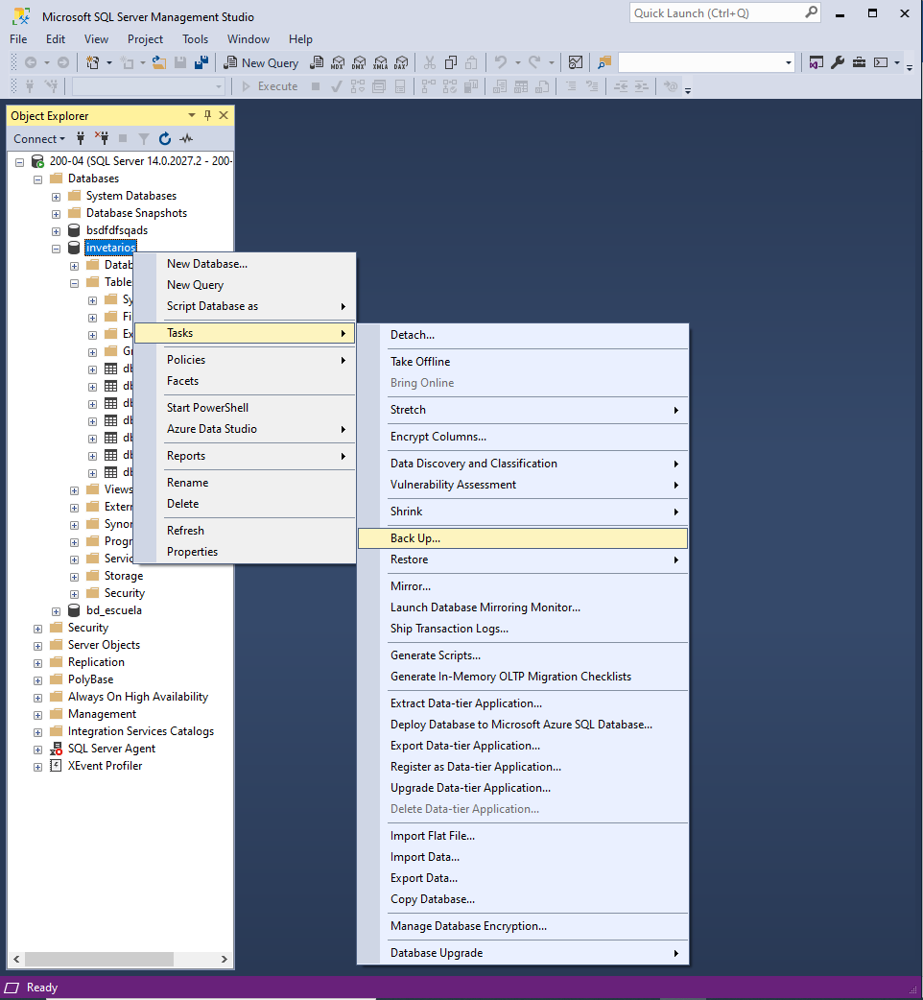 Microsoft SQL Server Management Studio
Quick Launch (Ctrl+Q)
File Edit View Project Tools Window Help
New Query MDX DMX XMLA DAX
Execute
Object Explorer
Connect
200-04 (SQL Server 14.0.2027.2 - 200-
Databases
System Databases
Database Snapshots
bsdfdfsqads
invetarios
Datab
Table
Sy
Fi
Ex
Gr
db
db
db
db
db
db
db
Views
Extern
Synon
Progr
Servic
Storage
Security
bd_escuela
Security
Server Objects
Replication
PolyBase
Always On High Availability
Management
Integration Services Catalogs
SQL Server Agent
XEvent Profiler
New Database...
New Query
Script Database as
Tasks
Policies
Facets
Start PowerShell
Azure Data Studio
Reports
Rename
Delete
Refresh
Properties
Detach...
Take Offline
Bring Online
Stretch
Encrypt Columns...
Data Discovery and Classification
Vulnerability Assessment
Shrink
Back Up...
Restore
Mirror...
Launch Database Mirroring Monitor...
Ship Transaction Logs...
Generate Scripts...
Generate In-Memory OLTP Migration Checklists
Extract Data-tier Application...
Deploy Database to Microsoft Azure SQL Database...
Export Data-tier Application...
Register as Data-tier Application...
Upgrade Data-tier Application...
Delete Data-tier Application...
Import Flat File...
Import Data...
Export Data...
Copy Database...
Manage Database Encryption...
Database Upgrade
Ready